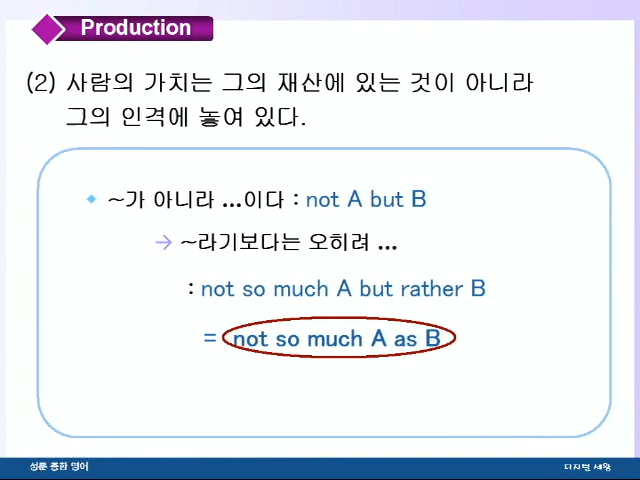 Production
(2) 사람의 가치는 그의 재산에 있는 것이 아니라
그의 인격에 놓여 있다.
~가 아니라 ...이다 : not A but B
→ ~라기보다는 오히려 ...
: not so much A but rather B
= not so much A as B
성문 종합 영어
디지털 세상